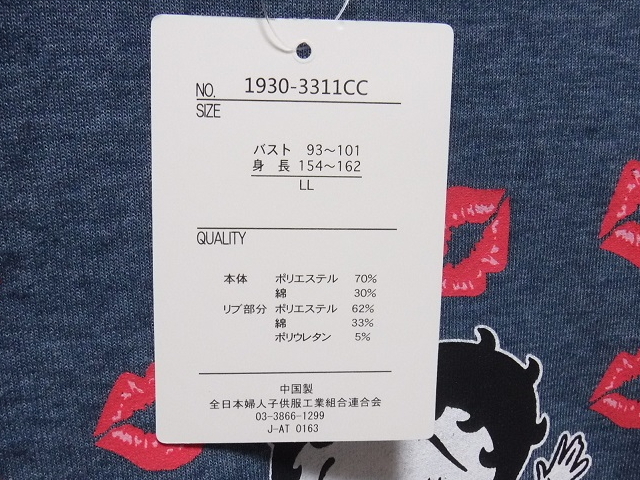 NO. 1930-3311CC
SIZE
バスト 93～101
身長 154～162
LL
QUALITY
本体 ポリエステル 70%
綿 30%
リブ部分 ポリエステル 62%
綿 33%
ポリウレタン 5%
中国製
全日本婦人子供服工業組合連合会
03-3866-1299
J-AT 0163